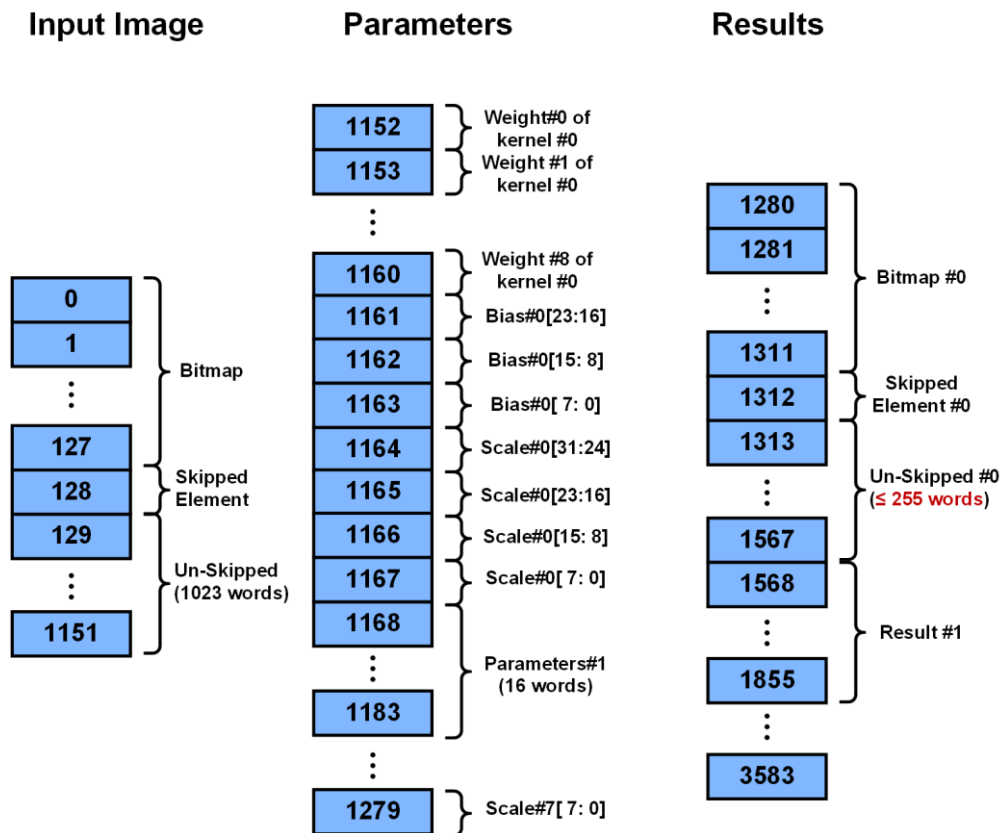 Input Image
0
1
⋮
127
128
129
⋮
1151
Bitmap
Skipped
Element
Un-Skipped
(1023 words)
Parameters
1152
1153
⋮
1160
1161
1162
1163
1164
1165
1166
1167
1168
⋮
1183
⋮
1279
Weight#0 of
kernel #0
Weight #1 of
kernel #0
Weight #8 of
kernel #0
Bias#0[23:16]
Bias#0[15: 8]
Bias#0[ 7: 0]
Scale#0[31:24]
Scale#0[23:16]
Scale#0[15: 8]
Scale#0[ 7: 0]
Parameters#1
(16 words)
Scale#7[ 7: 0]
Results
1280
1281
⋮
1311
1312
1313
⋮
1567
1568
⋮
1855
⋮
3583
Bitmap #0
Skipped
Element #0
Un-Skipped #0
(≤ 255 words)
Result #1